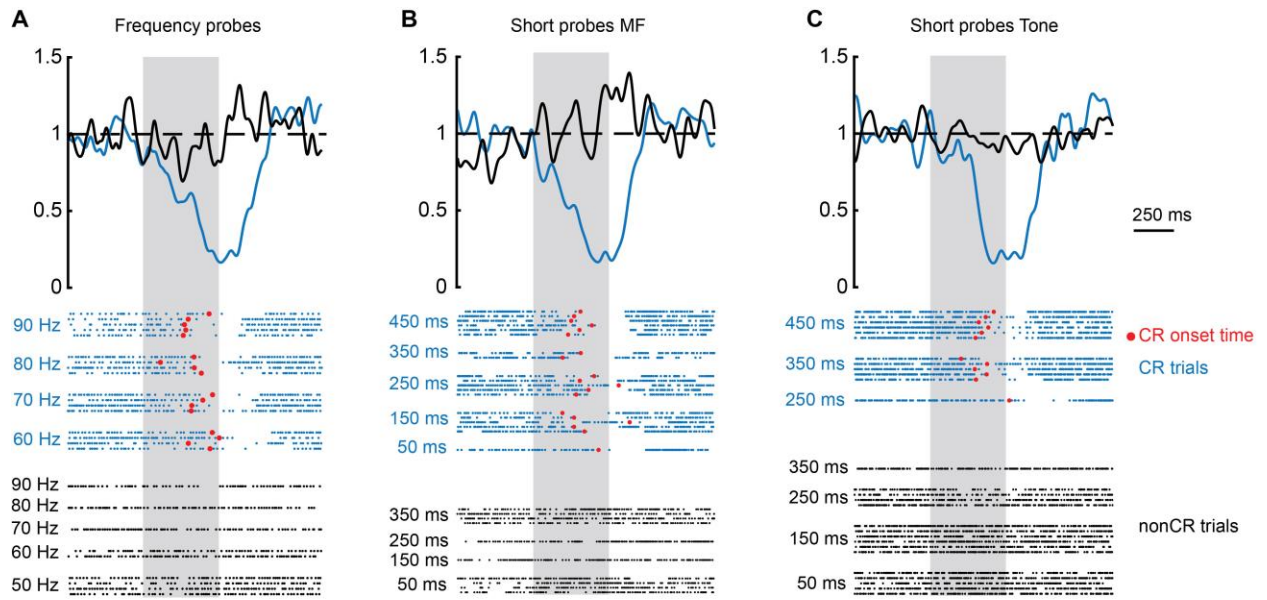 A
Frequency probes
1.5
1
0.5
0
90 Hz
80 Hz
70 Hz
60 Hz
90 Hz
80 Hz
70 Hz
60 Hz
50 Hz
B
Short probes MF
1.5
1
0.5
0
450 ms
350 ms
250 ms
150 ms
50 ms
350 ms
250 ms
150 ms
50 ms
C
Short probes Tone
1.5
1
0.5
0
450 ms
350 ms
250 ms
350 ms
250 ms
150 ms
50 ms
250 ms
CR onset time
CR trials
nonCR trials